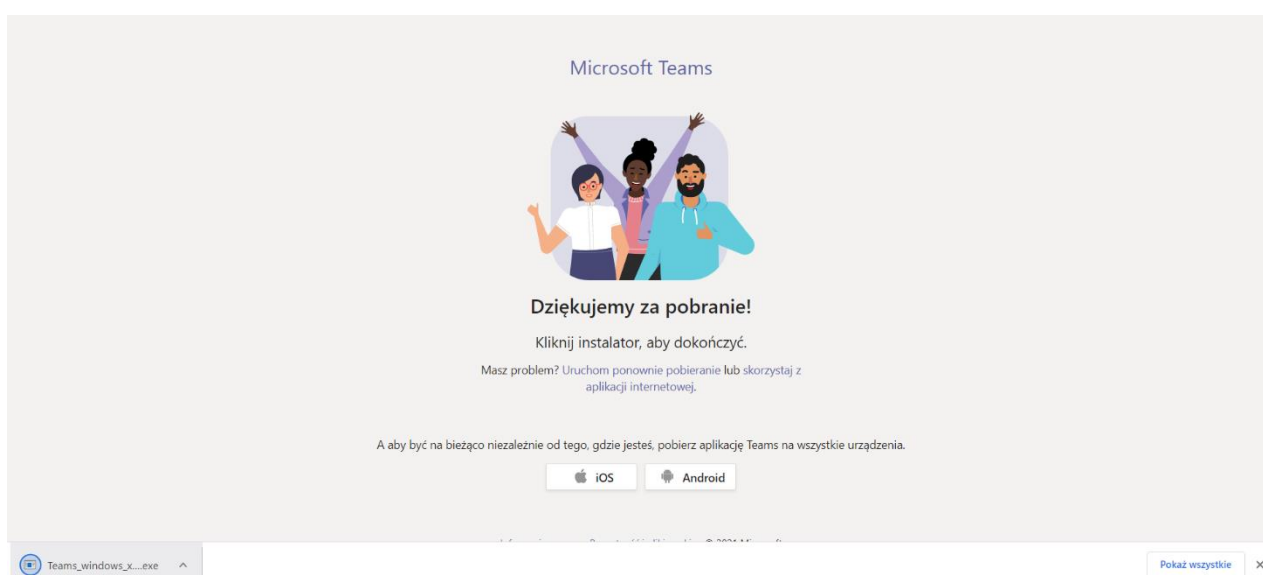 Microsoft Teams
Dziękujemy za pobranie!
Kliknij instalator, aby dokończyć.
Masz problem? Uruchom ponownie pobieranie lub skorzystaj z
aplikacji internetowej.
A aby być na bieżąco niezależnie od tego, gdzie jesteś, pobierz aplikację Teams na wszystkie urządzenia.
iOS
Android
© 2021
Teams_windows_x....exe
Pokaż wszystkie